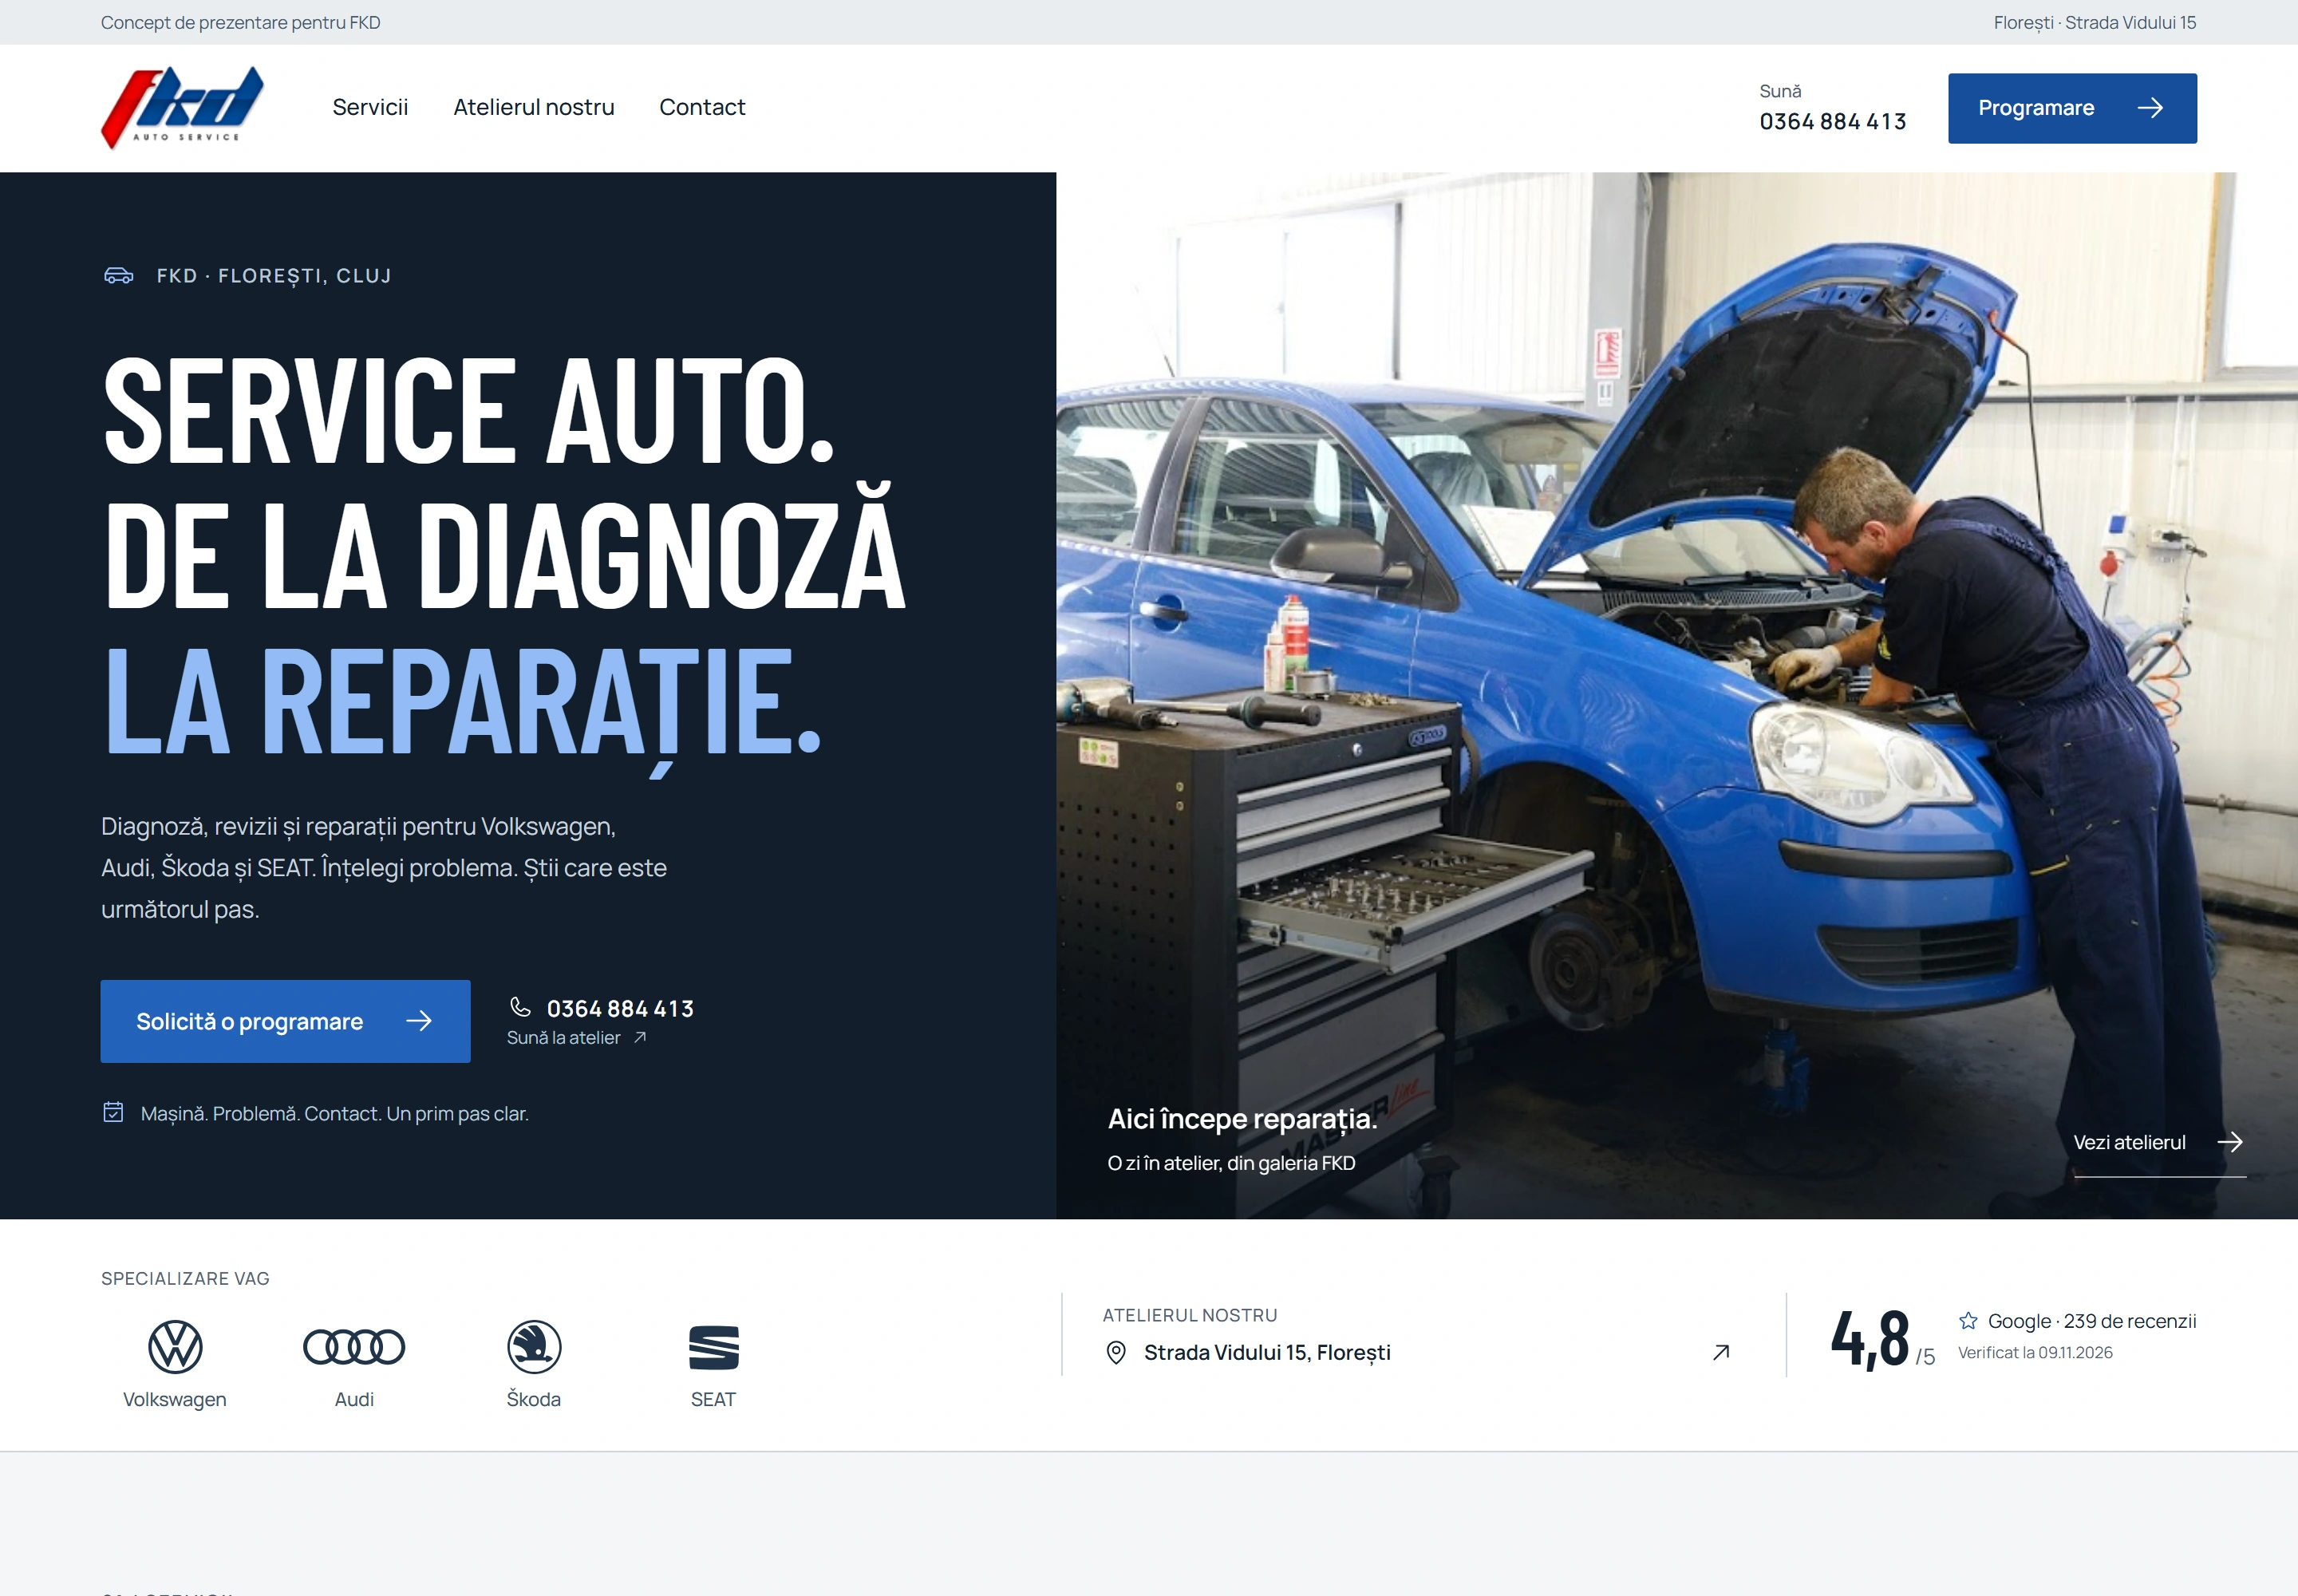 Concept de prezentare pentru FKD
Florești · Strada Vidului 15
fkd
AUTO SERVICE
Servicii
Atelierul nostru
Contact
Sună
0364 884 413
Programare
FKD · FLOREȘTI, CLUJ
SERVICE AUTO.
DE LA DIAGNOZĂ
LA REPARAȚIE.
Diagnoză, revizii și reparații pentru Volkswagen,
Audi, Škoda și SEAT. Înțelegi problema. Știi care este
următorul pas.
Solicită o programare
0364 884 413
Sună la atelier
Mașină. Problemă. Contact. Un prim pas clar.
MASTER line
Aici începe reparația.
O zi în atelier, din galeria FKD
Vezi atelierul
SPECIALIZARE VAG
Volkswagen
Audi
Škoda
SEAT
ATELIERUL NOSTRU
Strada Vidului 15, Florești
4,8 /5
Google · 239 de recenzii
Verificat la 09.11.2026